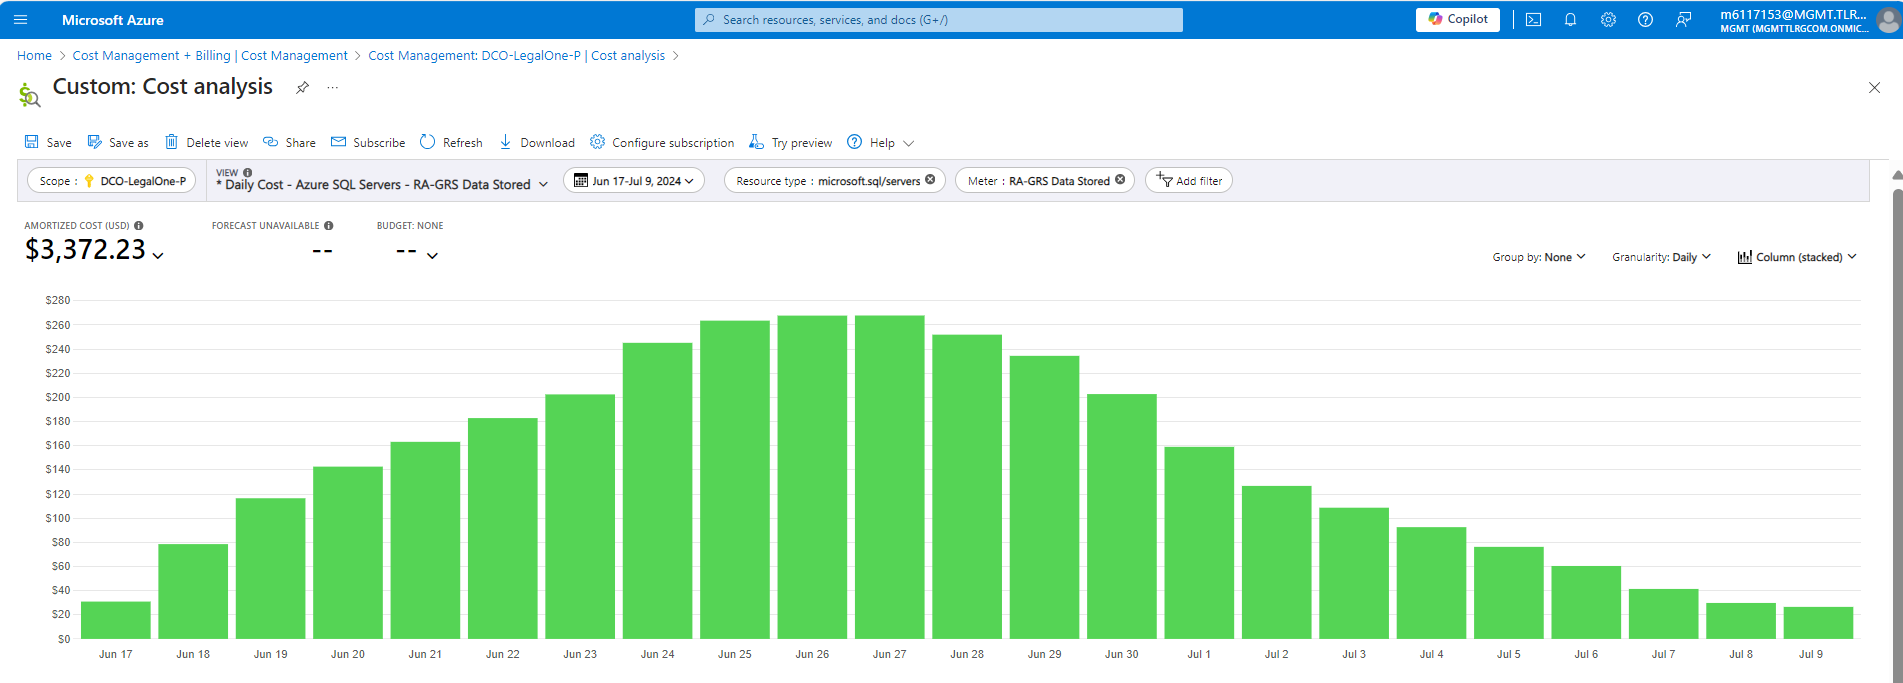 Microsoft Azure
Search resources, services, and docs (G+/)
Copilot
m6117153@MGMT.TLR...
MGMT (MGMTTLRGCOM.ONMIC...
Home > Cost Management + Billing | Cost Management > Cost Management: DCO-LegalOne-P | Cost analysis >
Custom: Cost analysis ...
Save Save as Delete view Share Subscribe Refresh Download Configure subscription Try preview Help
Scope : DCO-LegalOne-P
VIEW
* Daily Cost - Azure SQL Servers - RA-GRS Data Stored
Jun 17-Jul 9, 2024
Resource type : microsoft.sql/servers
Meter : RA-GRS Data Stored
Add filter
AMORTIZED COST (USD)
$3,372.23
FORECAST UNAVAILABLE
--
BUDGET: NONE
--
Group by: None
Granularity: Daily
Column (stacked)
$280
$260
$240
$220
$200
$180
$160
$140
$120
$100
$80
$60
$40
$20
$0
Jun 17 Jun 18 Jun 19 Jun 20 Jun 21 Jun 22 Jun 23 Jun 24 Jun 25 Jun 26 Jun 27 Jun 28 Jun 29 Jun 30 Jul 1 Jul 2 Jul 3 Jul 4 Jul 5 Jul 6 Jul 7 Jul 8 Jul 9